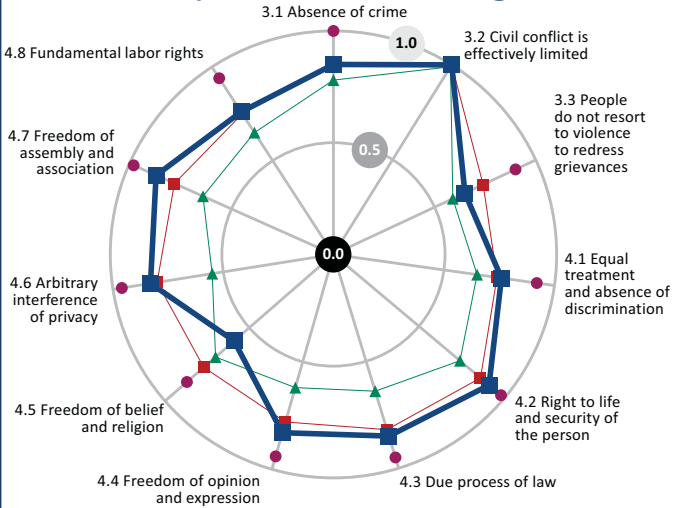 3.1 Absence of crime
1.0
3.2 Civil conflict is
effectively limited
4.8 Fundamental labor rights
3.3 People
do not resort
to violence
to redress
grievances
0.5
4.7 Freedom of
assembly and
association
0.0
4.1 Equal
treatment
and absence of
discrimination
4.6 Arbitrary
interference
of privacy
4.2 Right to life
and security of
the person
4.5 Freedom of belief
and religion
4.4 Freedom of opinion
and expression
4.3 Due process of law